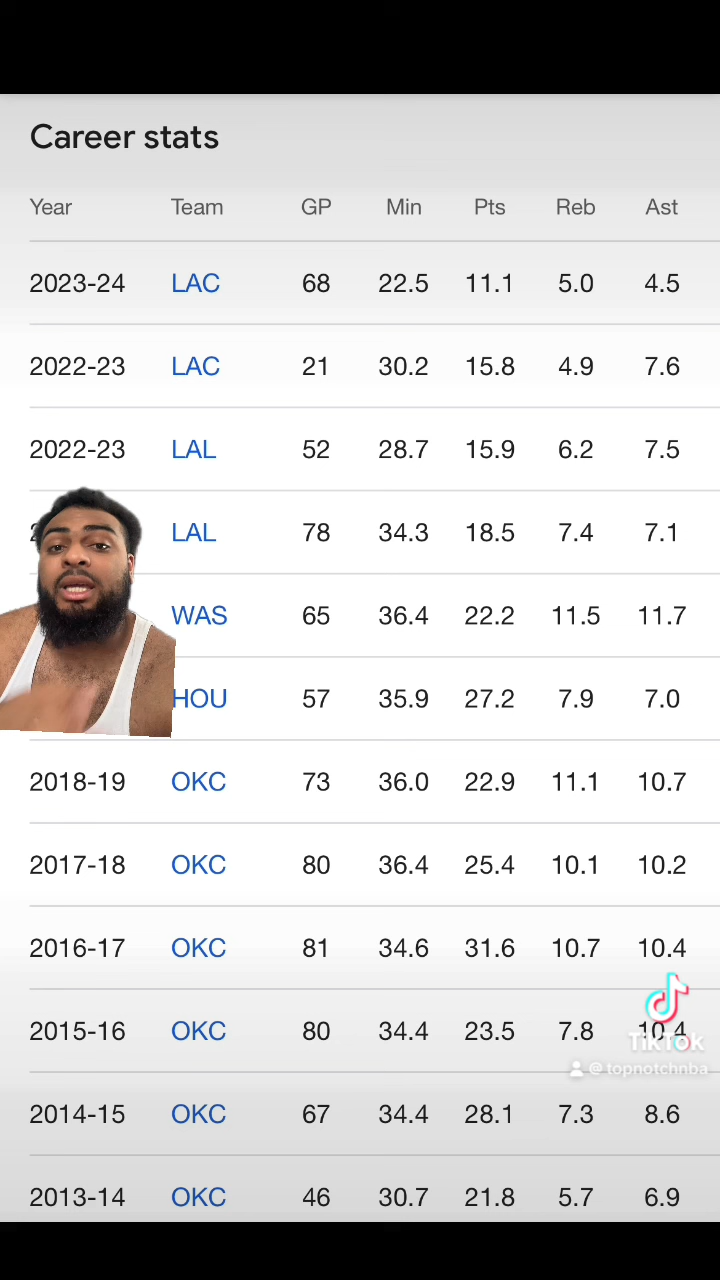 Career stats
Year Team GP Min Pts Reb Ast
2023-24 LAC 68 22.5 11.1 5.0 4.5
2022-23 LAC 21 30.2 15.8 4.9 7.6
2022-23 LAL 52 28.7 15.9 6.2 7.5
LAL 78 34.3 18.5 7.4 7.1
WAS 65 36.4 22.2 11.5 11.7
HOU 57 35.9 27.2 7.9 7.0
2018-19 OKC 73 36.0 22.9 11.1 10.7
2017-18 OKC 80 36.4 25.4 10.1 10.2
2016-17 OKC 81 34.6 31.6 10.7 10.4
2015-16 OKC 80 34.4 23.5 7.8 10.4
TikTok
@topnotchnba
2014-15 OKC 67 34.4 28.1 7.3 8.6
2013-14 OKC 46 30.7 21.8 5.7 6.9